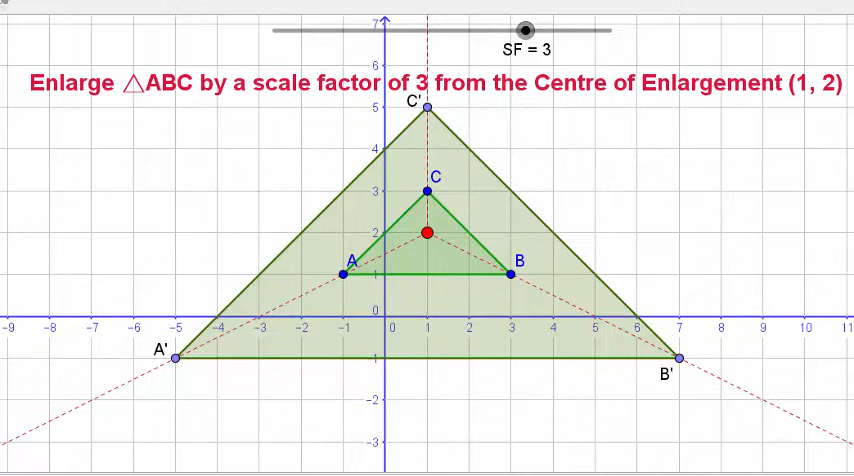 7
SF = 3
6
Enlarge △ABC by a scale factor of 3 from the Centre of Enlargement (1, 2)
C'
5
4
C
3
2
A
B
1
0
-9 -8 -7 -6 -5 -4 -3 -2 -1 0 1 2 3 4 5 6 7 8 9 10 11
A'
-1
B'
-2
-3